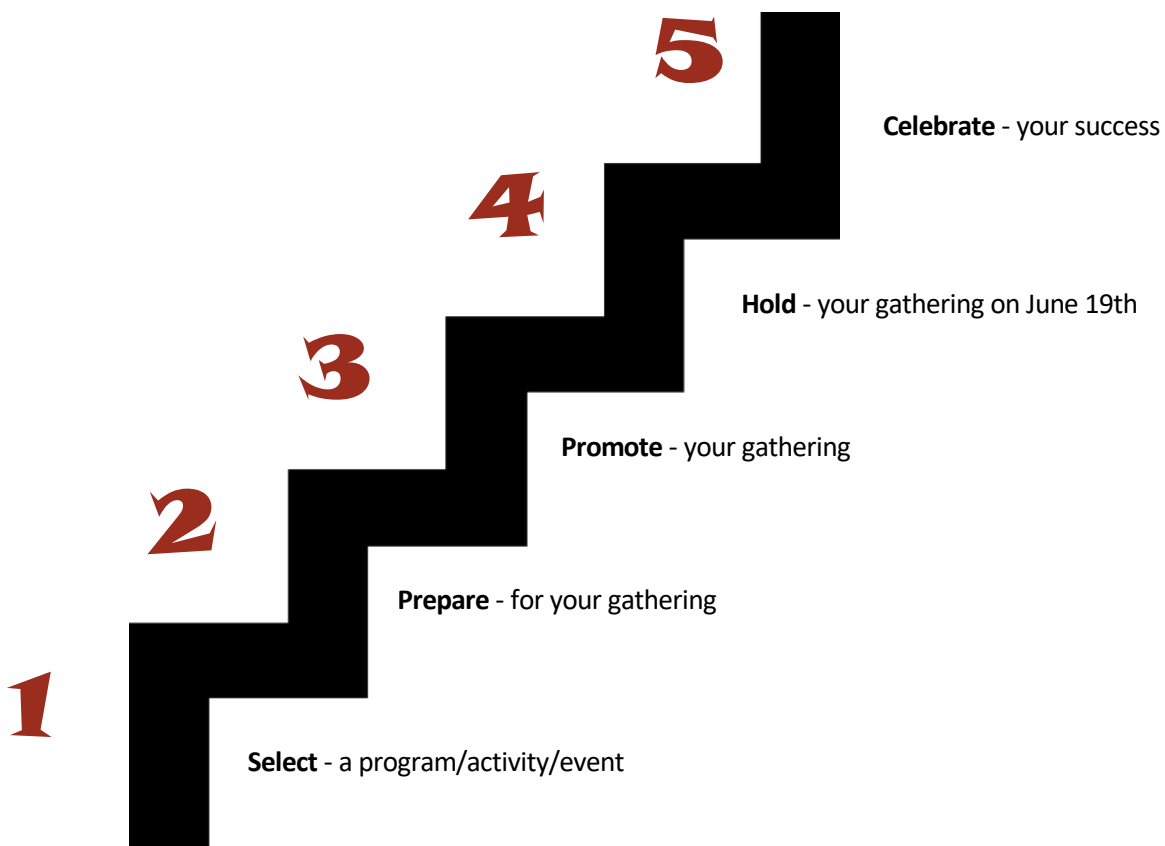 5
Celebrate - your success
4
Hold - your gathering on June 19th
3
Promote - your gathering
2
Prepare - for your gathering
1
Select - a program/activity/event